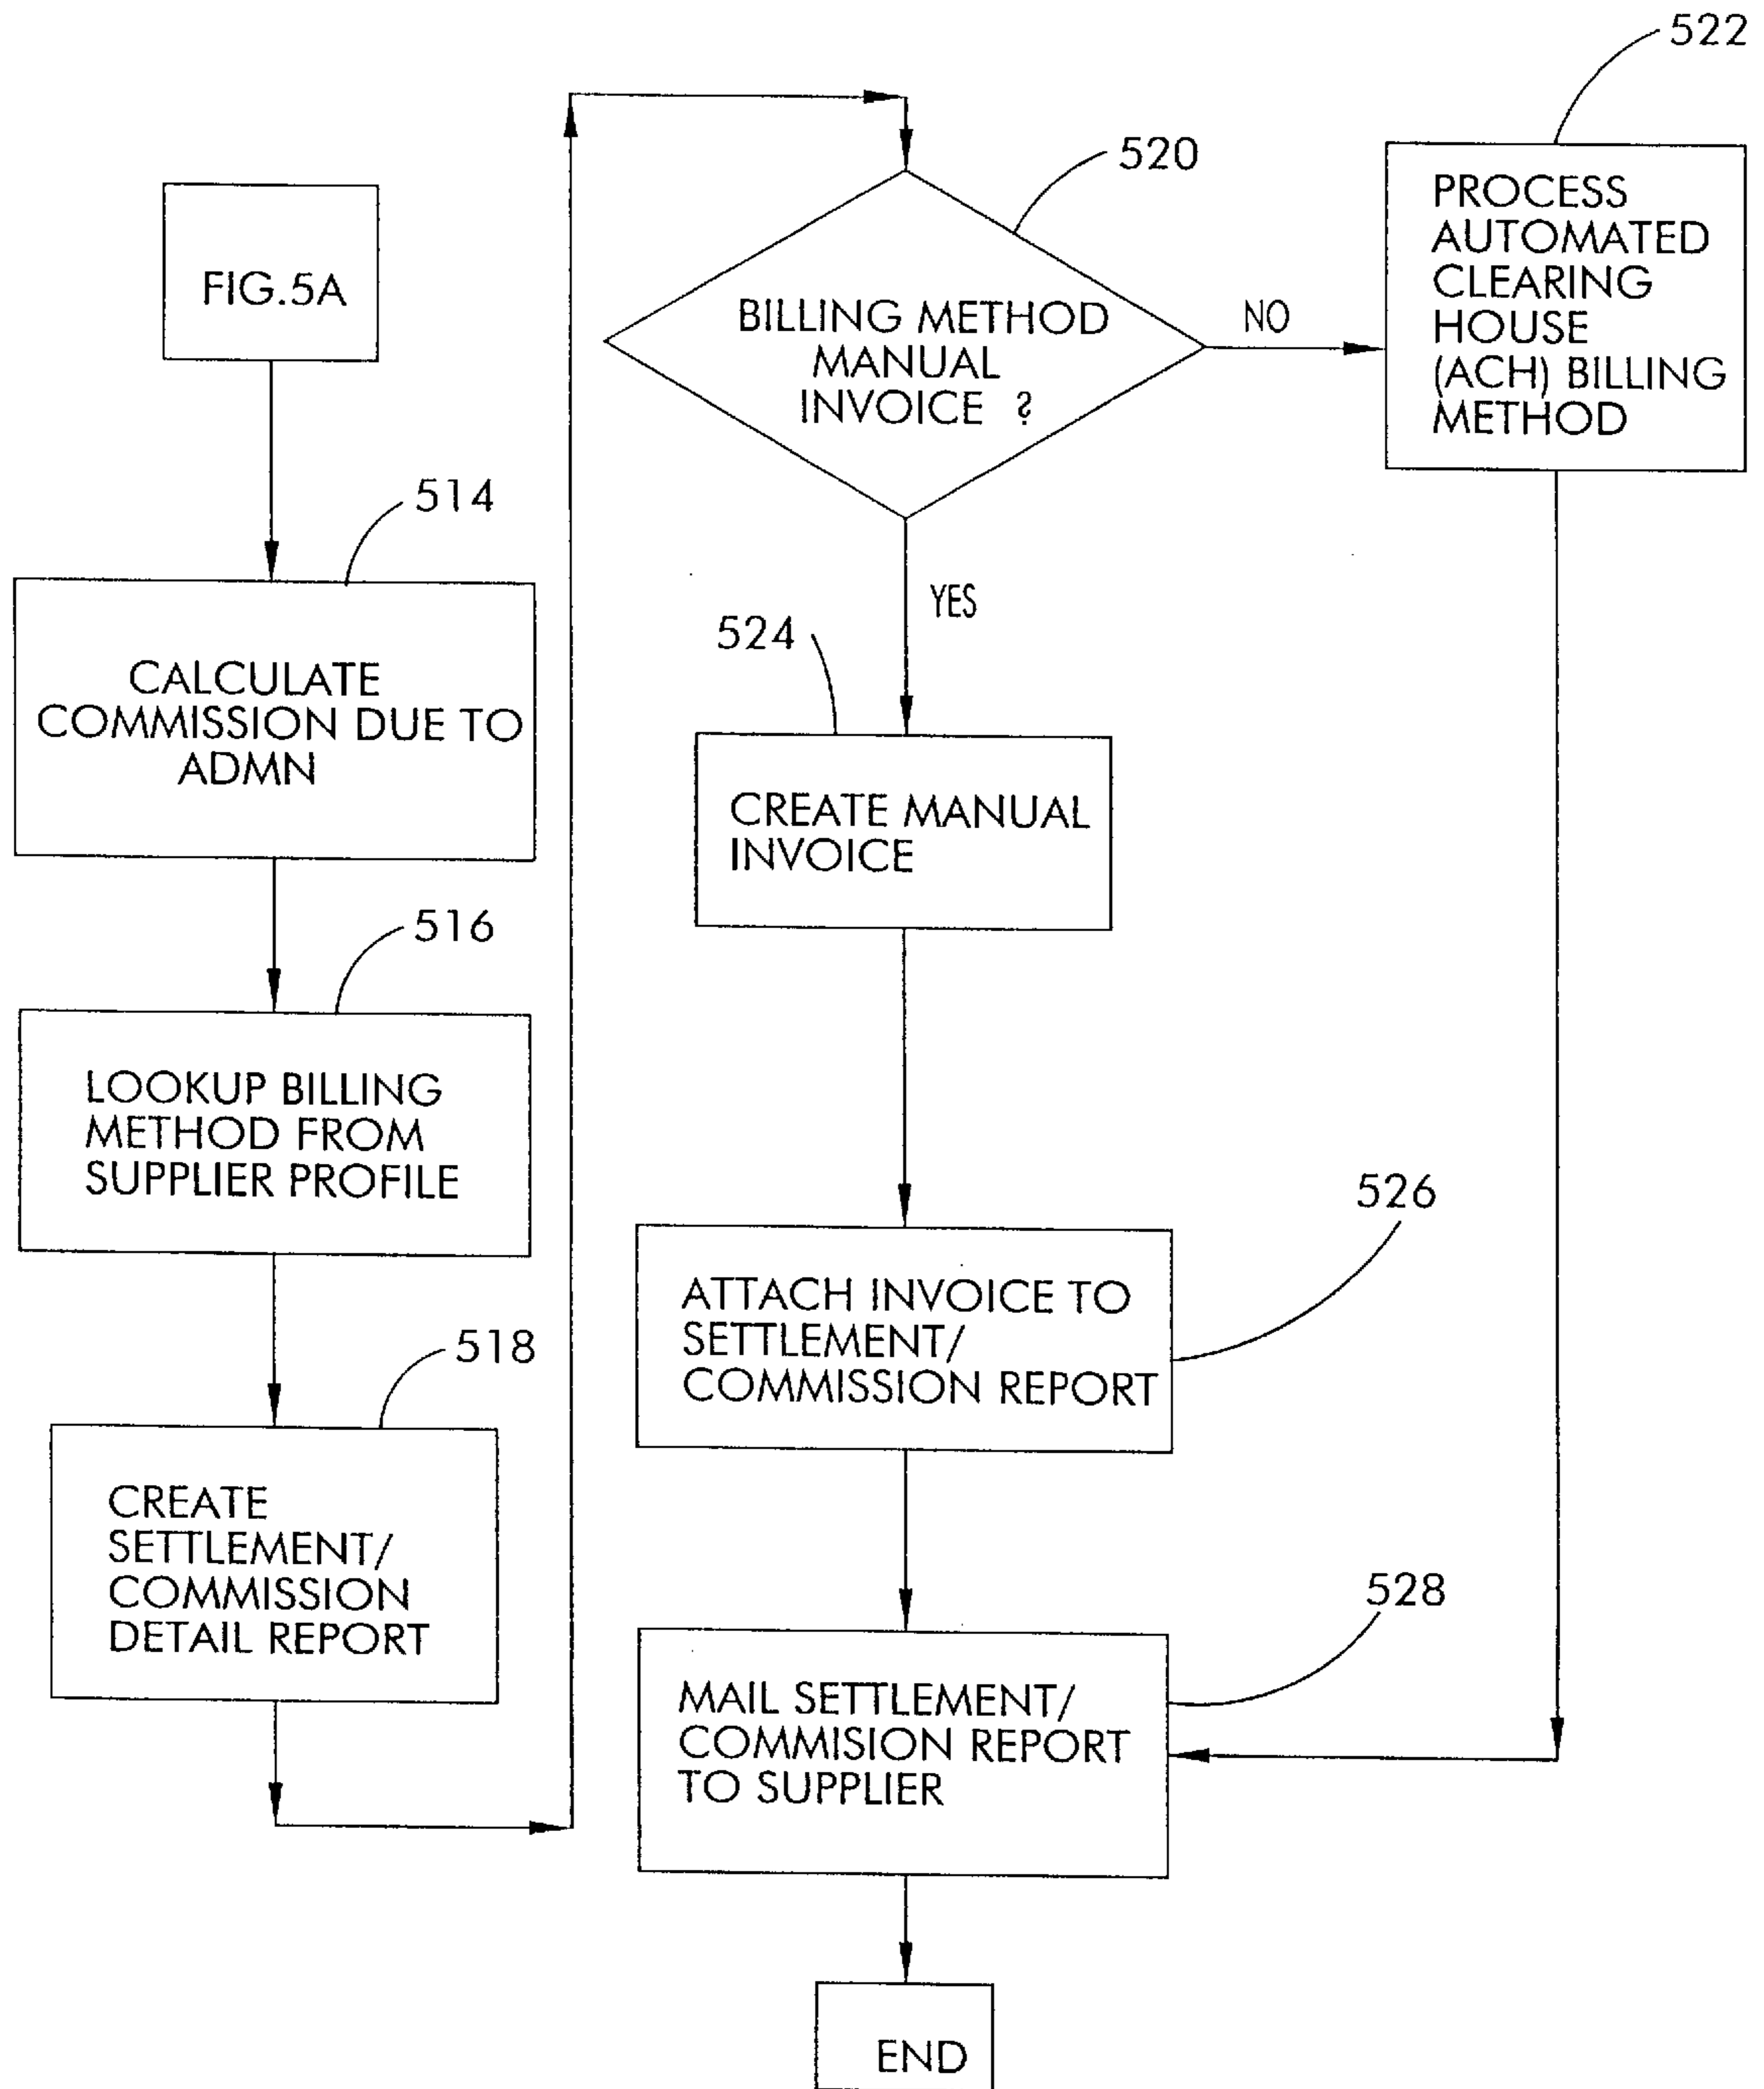 FIG.5A
514
CALCULATE
COMMISSION DUE TO
ADMN
516
LOOKUP BILLING
METHOD FROM
SUPPLIER PROFILE
518
CREATE
SETTLEMENT/
COMMISSION
DETAIL REPORT
520
BILLING METHOD
MANUAL
INVOICE ?
NO
522
PROCESS
AUTOMATED
CLEARING
HOUSE
(ACH) BILLING
METHOD
YES
524
CREATE MANUAL
INVOICE
526
ATTACH INVOICE TO
SETTLEMENT/
COMMISSION REPORT
528
MAIL SETTLEMENT/
COMMISION REPORT
TO SUPPLIER
END